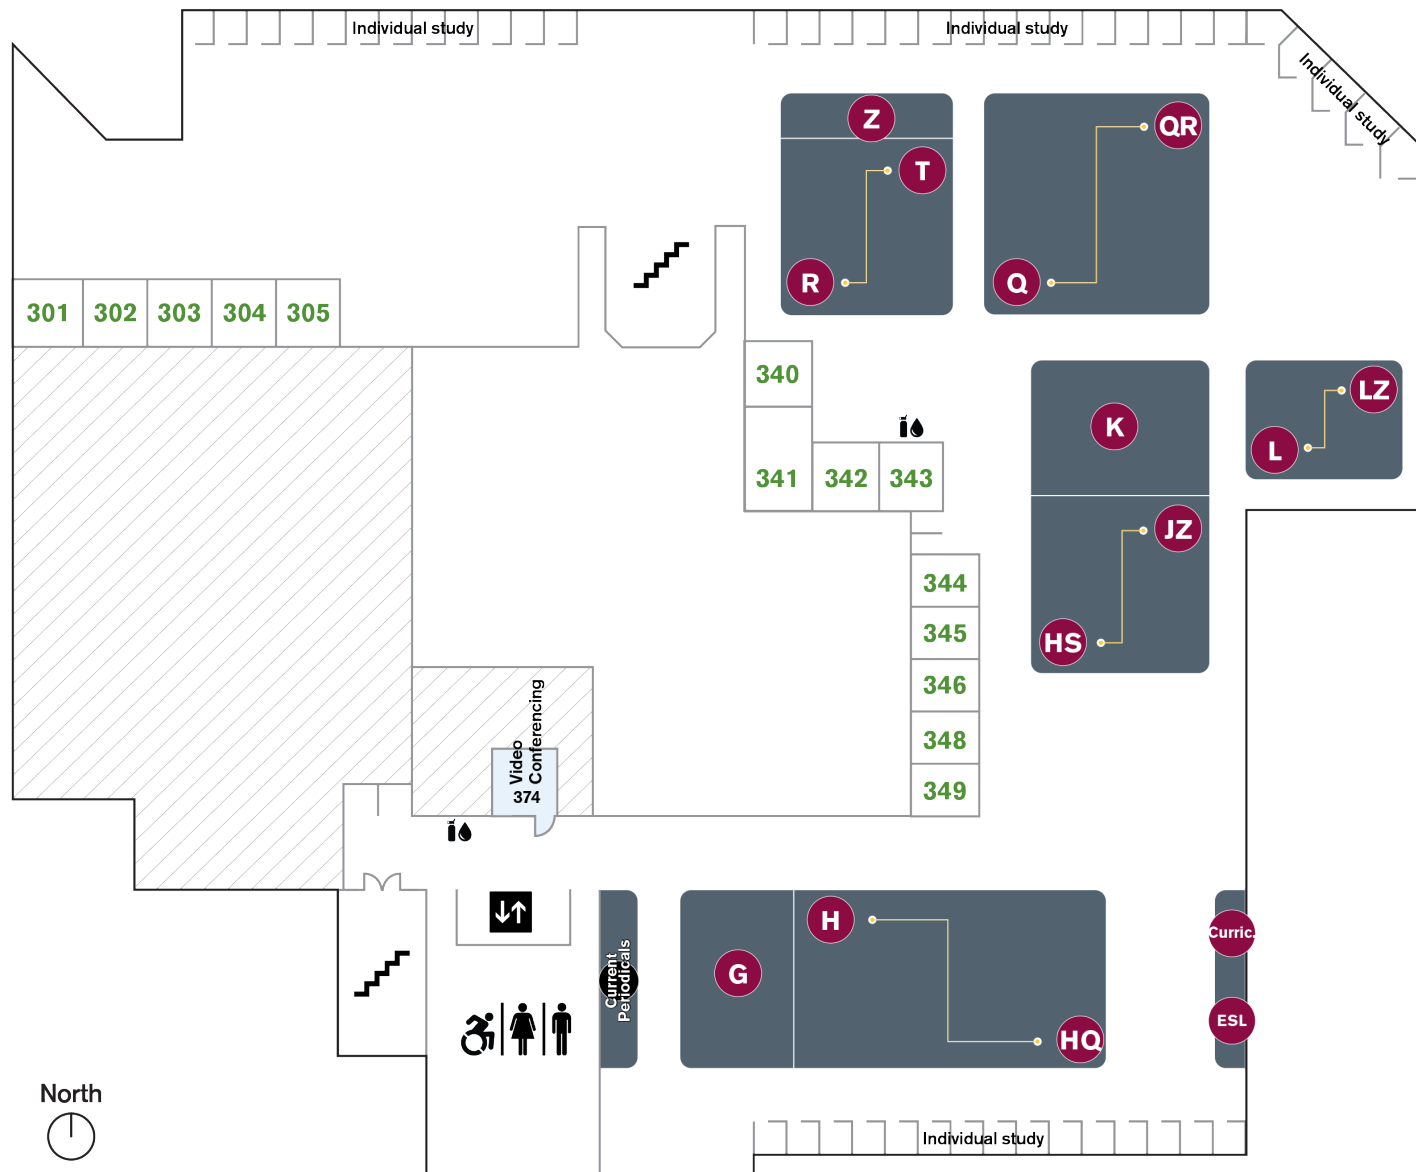 Individual study
Individual study
Individual study
Z
T
R
QR
Q
301
302
303
304
305
340
341
342
343
K
LZ
L
JZ
HS
344
345
346
348
349
Video
Conferencing
374
H
G
HQ
Current
Periodicals
Curric.
ESL
North
Individual study